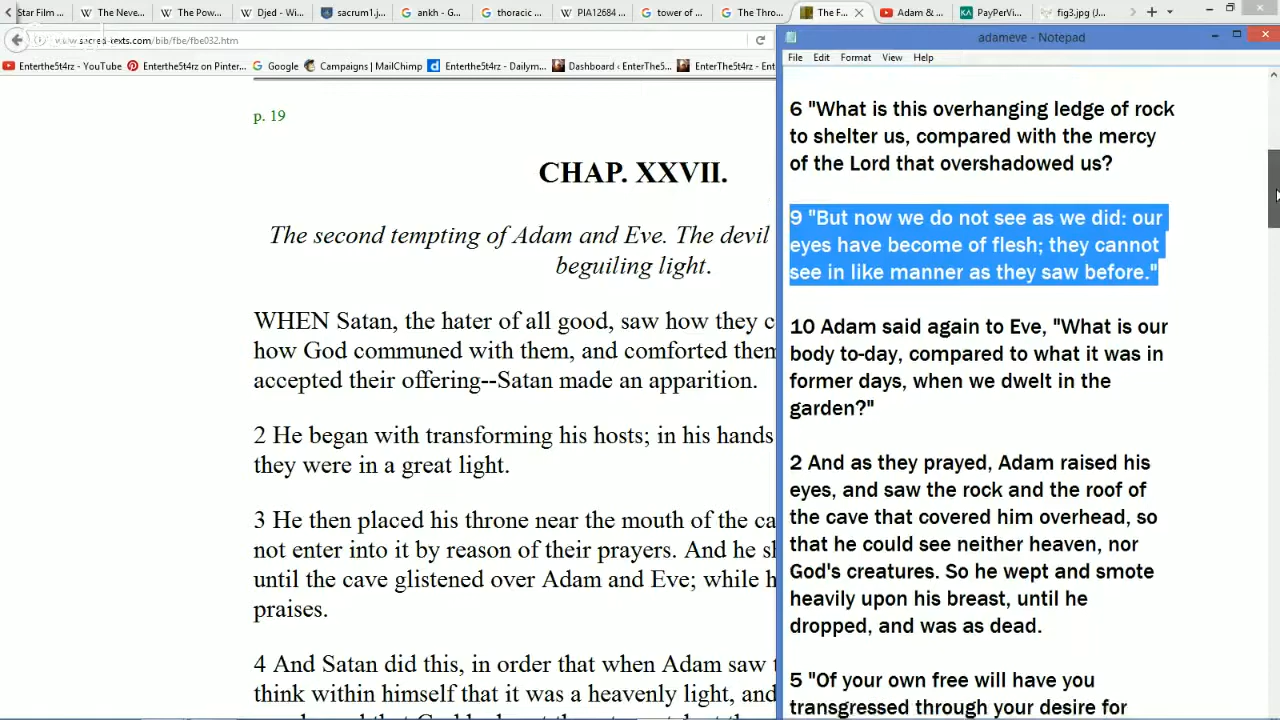 Star Film ...
The Neve...
The Pow...
Died - Wi...
sacrum1.j...
ankh - G...
thoracic ...
PIA12684 ...
tower of ...
The Thro...
The F...
Adam & ...
PayPerVi...
fig3.jpg (J...
www.sacred-texts.com/bib/fbe/fbe032.htm
Enterthe5t4rz - YouTube
Enterthe5t4rz on Pinter...
Google
Campaigns | MailChimp
Enterthe5t4rz - Dailym...
Dashboard ‹ EnterThe5...
EnterThe5t4rz - Ent
p. 19
CHAP. XXVII.
The second tempting of Adam and Eve. The devil
beguiling light.
WHEN Satan, the hater of all good, saw how they c
how God communed with them, and comforted them
accepted their offering--Satan made an apparition.
2 He began with transforming his hosts; in his hands
they were in a great light.
3 He then placed his throne near the mouth of the ca
not enter into it by reason of their prayers. And he sh
until the cave glistened over Adam and Eve; while h
praises.
4 And Satan did this, in order that when Adam saw t
think within himself that it was a heavenly light, and
adameve - Notepad
File Edit Format View Help
6 "What is this overhanging ledge of rock
to shelter us, compared with the mercy
of the Lord that overshadowed us?
9 "But now we do not see as we did: our
eyes have become of flesh; they cannot
see in like manner as they saw before."
10 Adam said again to Eve, "What is our
body to-day, compared to what it was in
former days, when we dwelt in the
garden?"
2 And as they prayed, Adam raised his
eyes, and saw the rock and the roof of
the cave that covered him overhead, so
that he could see neither heaven, nor
God's creatures. So he wept and smote
heavily upon his breast, until he
dropped, and was as dead.
5 "Of your own free will have you
transgressed through your desire for